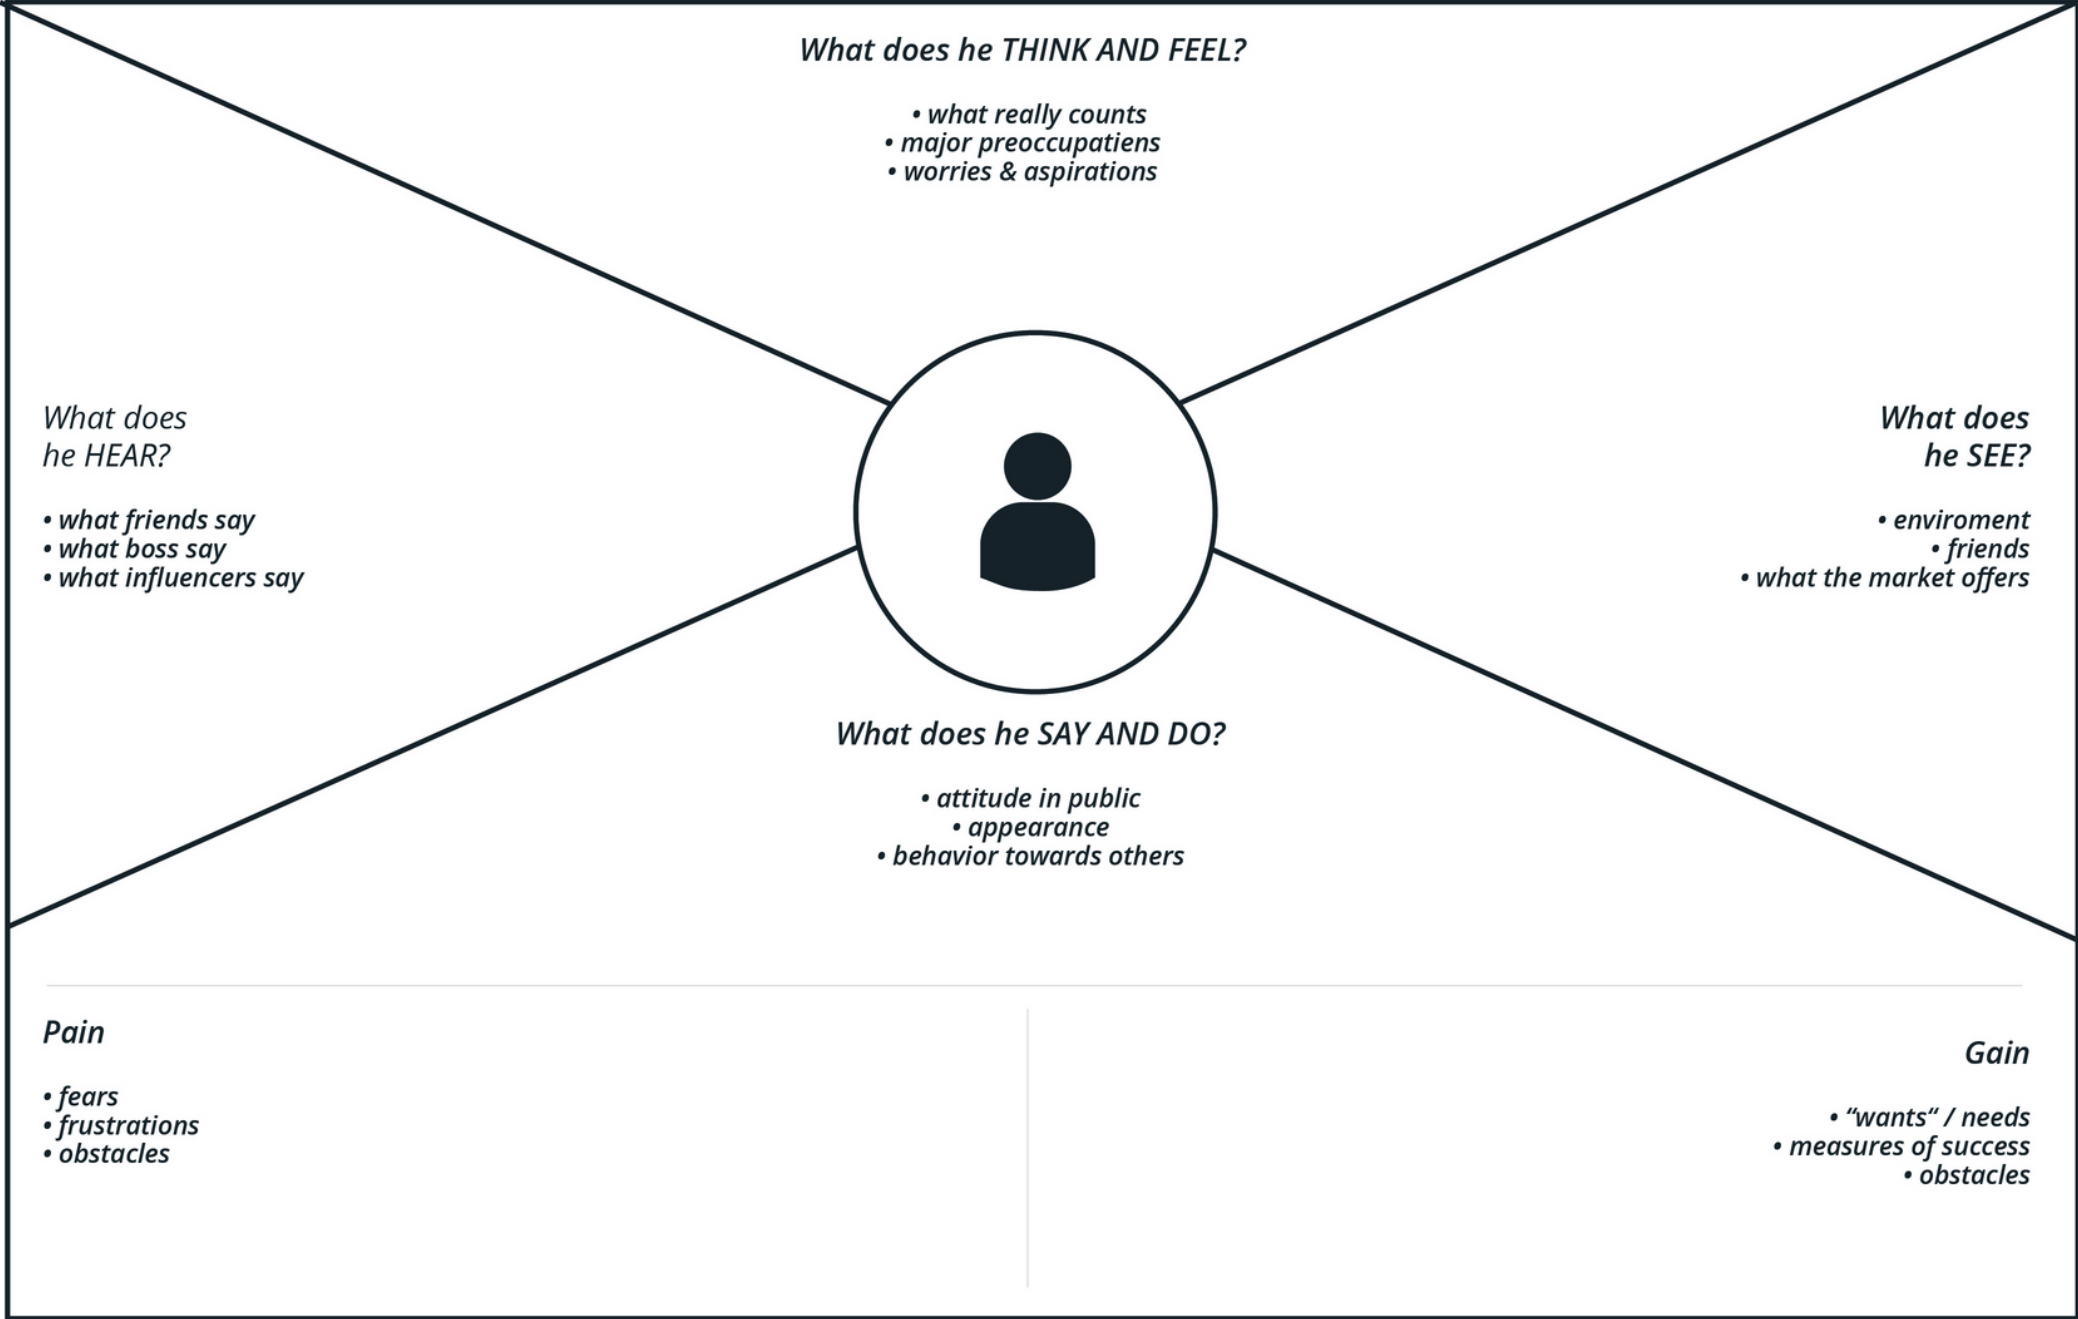 What does he THINK AND FEEL?
• what really counts
• major preoccupatiens
• worries & aspirations
What does
he HEAR?
• what friends say
• what boss say
• what influencers say
What does
he SEE?
• enviroment
• friends
• what the market offers
What does he SAY AND DO?
• attitude in public
• appearance
• behavior towards others
Pain
• fears
• frustrations
• obstacles
Gain
• “wants“ / needs
• measures of success
• obstacles